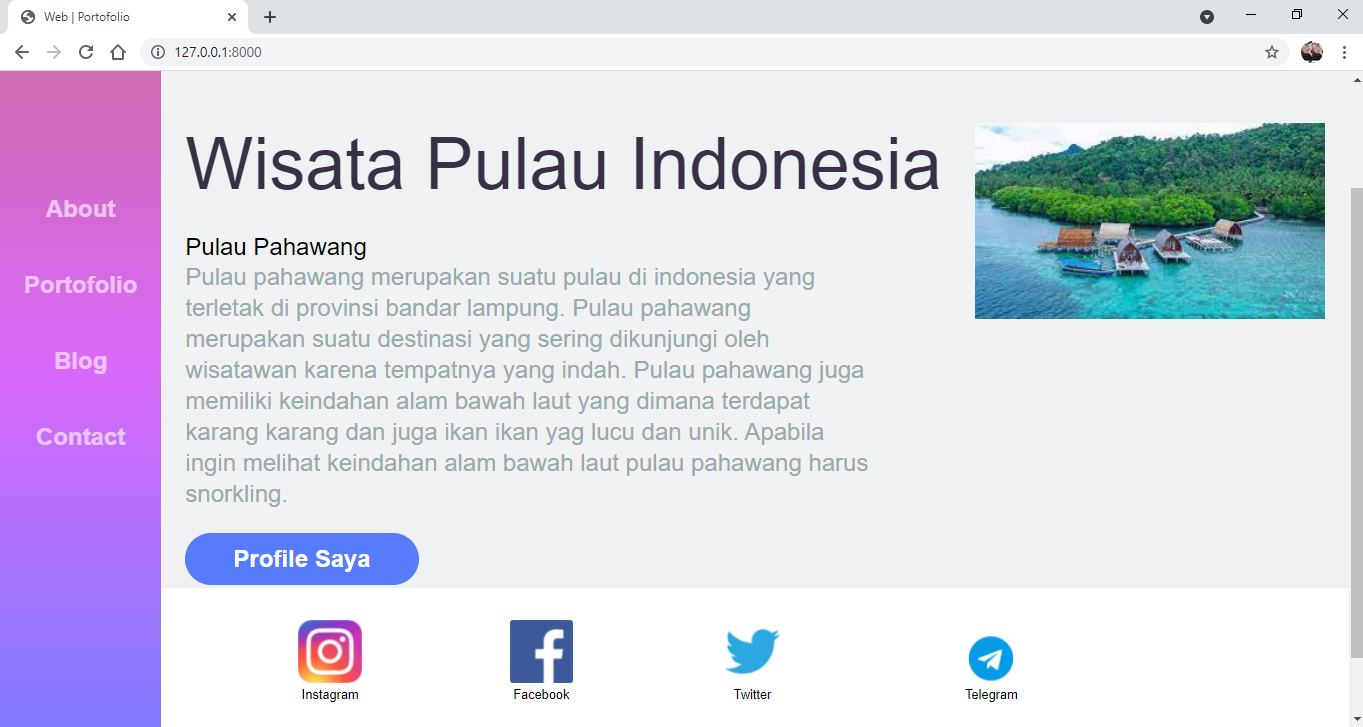 Web | Portofolio
127.0.0.1:8000
About
Portofolio
Blog
Contact
Wisata Pulau Indonesia
Pulau Pahawang
Pulau pahawang merupakan suatu pulau di indonesia yang
terletak di provinsi bandar lampung. Pulau pahawang
merupakan suatu destinasi yang sering dikunjungi oleh
wisatawan karena tempatnya yang indah. Pulau pahawang juga
memiliki keindahan alam bawah laut yang dimana terdapat
karang karang dan juga ikan ikan yag lucu dan unik. Apabila
ingin melihat keindahan alam bawah laut pulau pahawang harus
snorkling.
Profile Saya
Instagram
Facebook
Twitter
Telegram